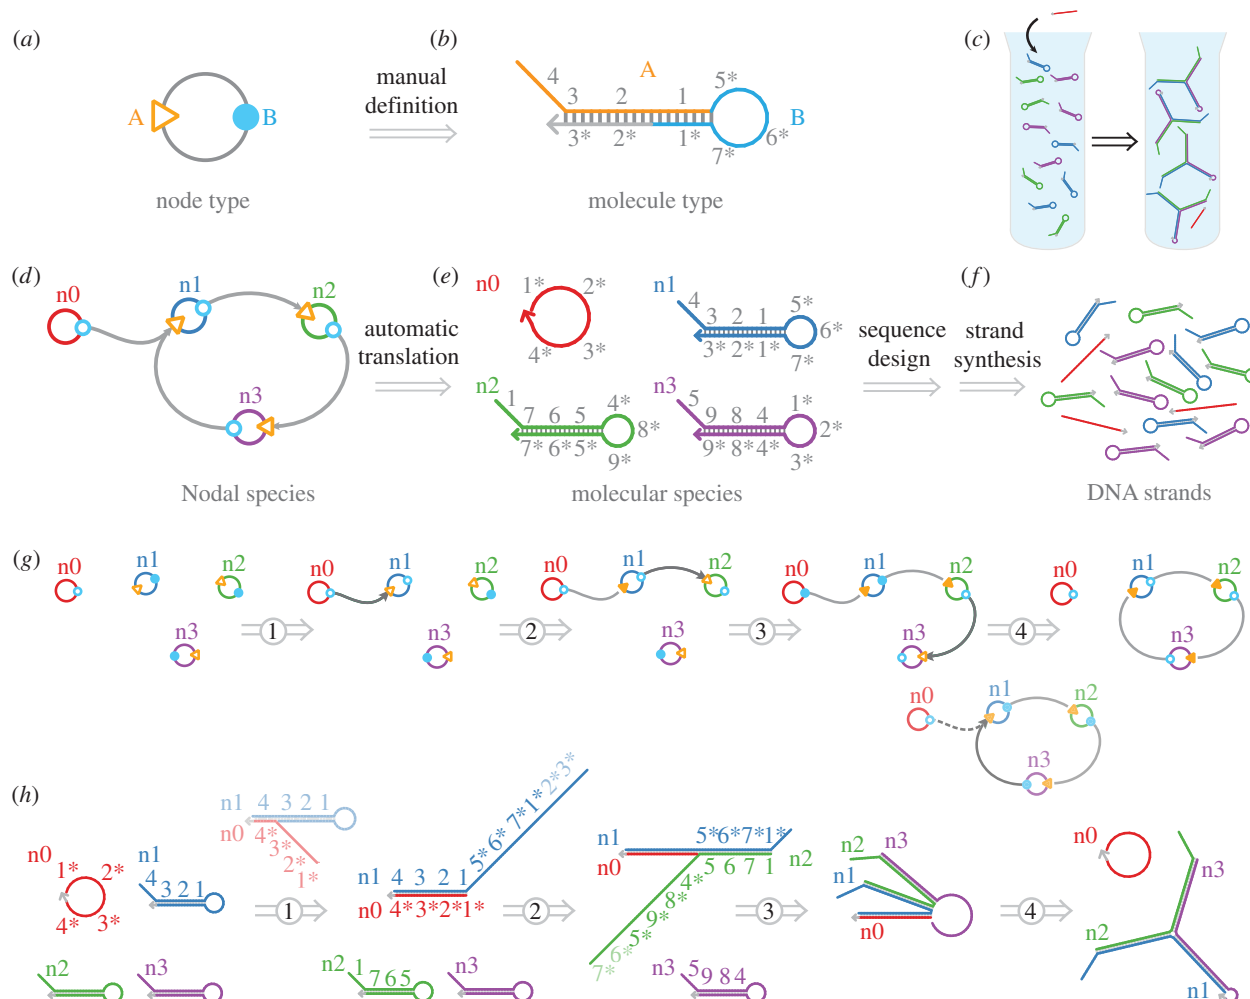 (a)
A
B
node type
manual
definition
(b)
A
4
3 2 1 5*
B
3* 2* 1* 6*
7*
molecule type
(c)
(d)
n0
n1
n2
n3
Nodal species
automatic
translation
(e)
n0
1* 2*
4* 3*
n1
4
3 2 1 5*
6*
3* 2* 1* 7*
n2
1
7 6 5 4*
8*
7* 6* 5*
9*
n3
5
9 8 4 1*
2*
9* 8* 4*
3*
molecular species
sequence
design
strand
synthesis
(f)
DNA strands
(g)
n0 n1 n2
n3
1
n0 n1 n2
n3
2
n0 n1 n2
n3
3
n0 n1 n2
n3
4
n0 n1 n2
n3
n0 n1 n2
n3
(h)
n0
1* 2*
4* 3*
n1
4
3 2 1
n2
n3
n1 4 3 2 1
n0 4*
3*
2*
1*
1
n1 4 3 2 1
5* 6* 7* 1* 2* 3*
n0 4* 3* 2* 1*
n2 1
7 6 5
n3
2
n1 5* 6* 7* 1*
n0 5 6 7 1 n2
4*
8*
9*
5*
6*
7*
n3 5
9 8 4
3
n2 n3
n1
n0
4
n0
n3
n2
n1